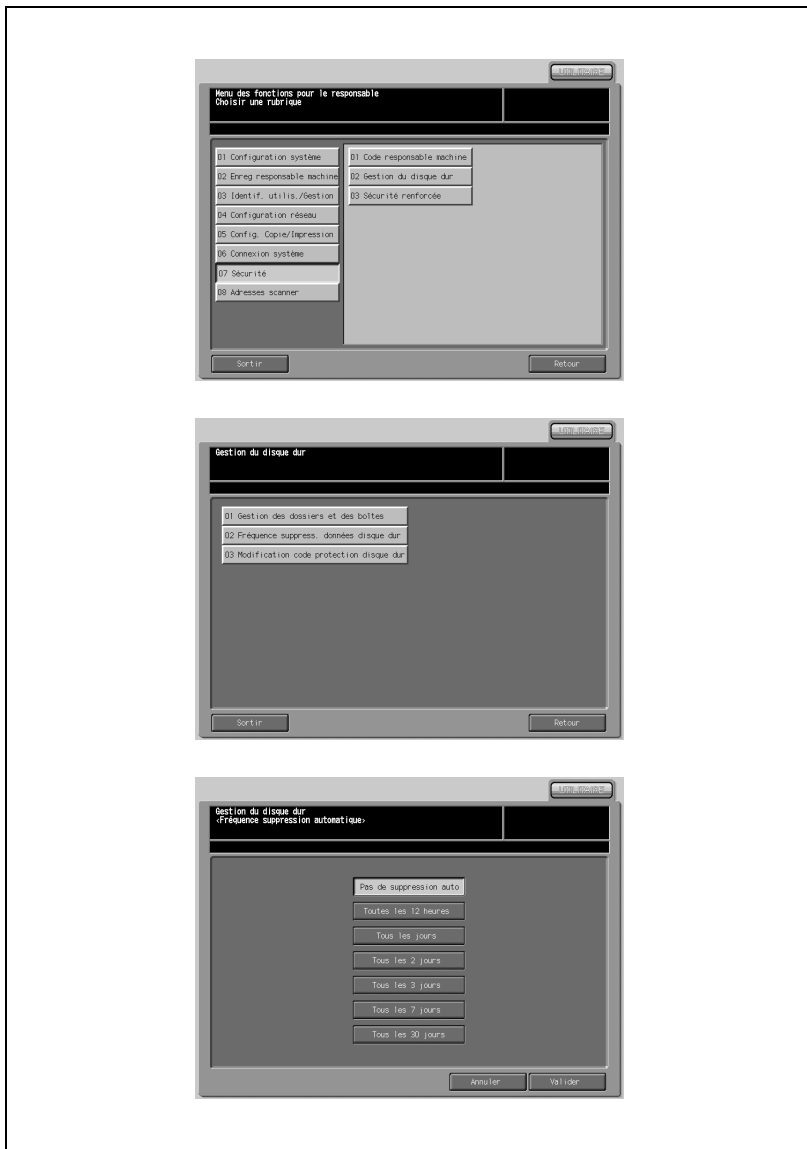 UTILITAIRE
Menu des fonctions pour le responsable
Choisir une rubrique
01 Configuration système
02 Enreg responsable machine
03 Identif. utilis./Gestion
04 Configuration réseau
05 Config. Copie/Impression
06 Connexion système
07 Sécurité
08 Adresses scanner
01 Code responsable machine
02 Gestion du disque dur
03 Sécurité renforcée
Sortir
Retour
UTILITAIRE
Gestion du disque dur
01 Gestion des dossiers et des boîtes
02 Fréquence suppress. données disque dur
03 Modification code protection disque dur
Sortir
Retour
UTILITAIRE
Gestion du disque dur
<Fréquence suppression automatique>
Pas de suppression auto
Toutes les 12 heures
Tous les jours
Tous les 2 jours
Tous les 3 jours
Tous les 7 jours
Tous les 30 jours
Annuler
Valider